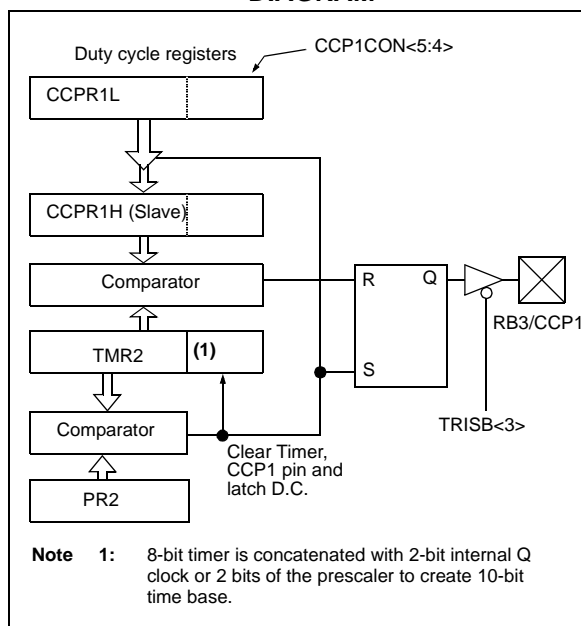 DIAGRAM
Duty cycle registers
CCP1CON<5:4>
CCPR1L
CCPR1H (Slave)
Comparator
TMR2
(1)
Comparator
PR2
Clear Timer,
CCP1 pin and
latch D.C.
R
Q
S
RB3/CCP1
TRISB<3>
Note 1: 8-bit timer is concatenated with 2-bit internal Q
clock or 2 bits of the prescaler to create 10-bit
time base.